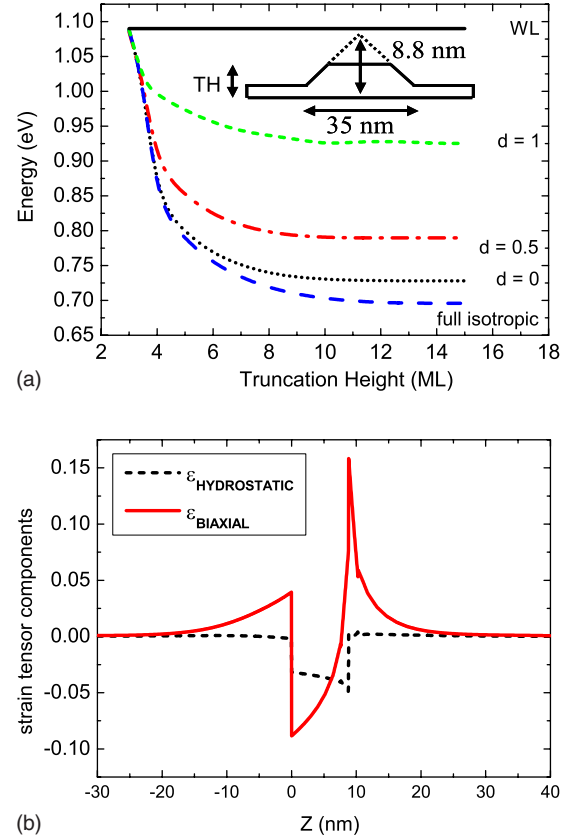 1.10
1.05
1.00
0.95
0.90
0.85
0.80
0.75
0.70
0.65
Energy (eV)
WL
TH
8.8 nm
35 nm
d = 1
d = 0.5
d = 0
full isotropic
2 4 6 8 10 12 14 16 18
Truncation Height (ML)
(a)
0.15
0.10
0.05
0.00
-0.05
-0.10
strain tensor components
ε HYDROSTATIC
ε BIAXIAL
-30 -20 -10 0 10 20 30 40
Z (nm)
(b)